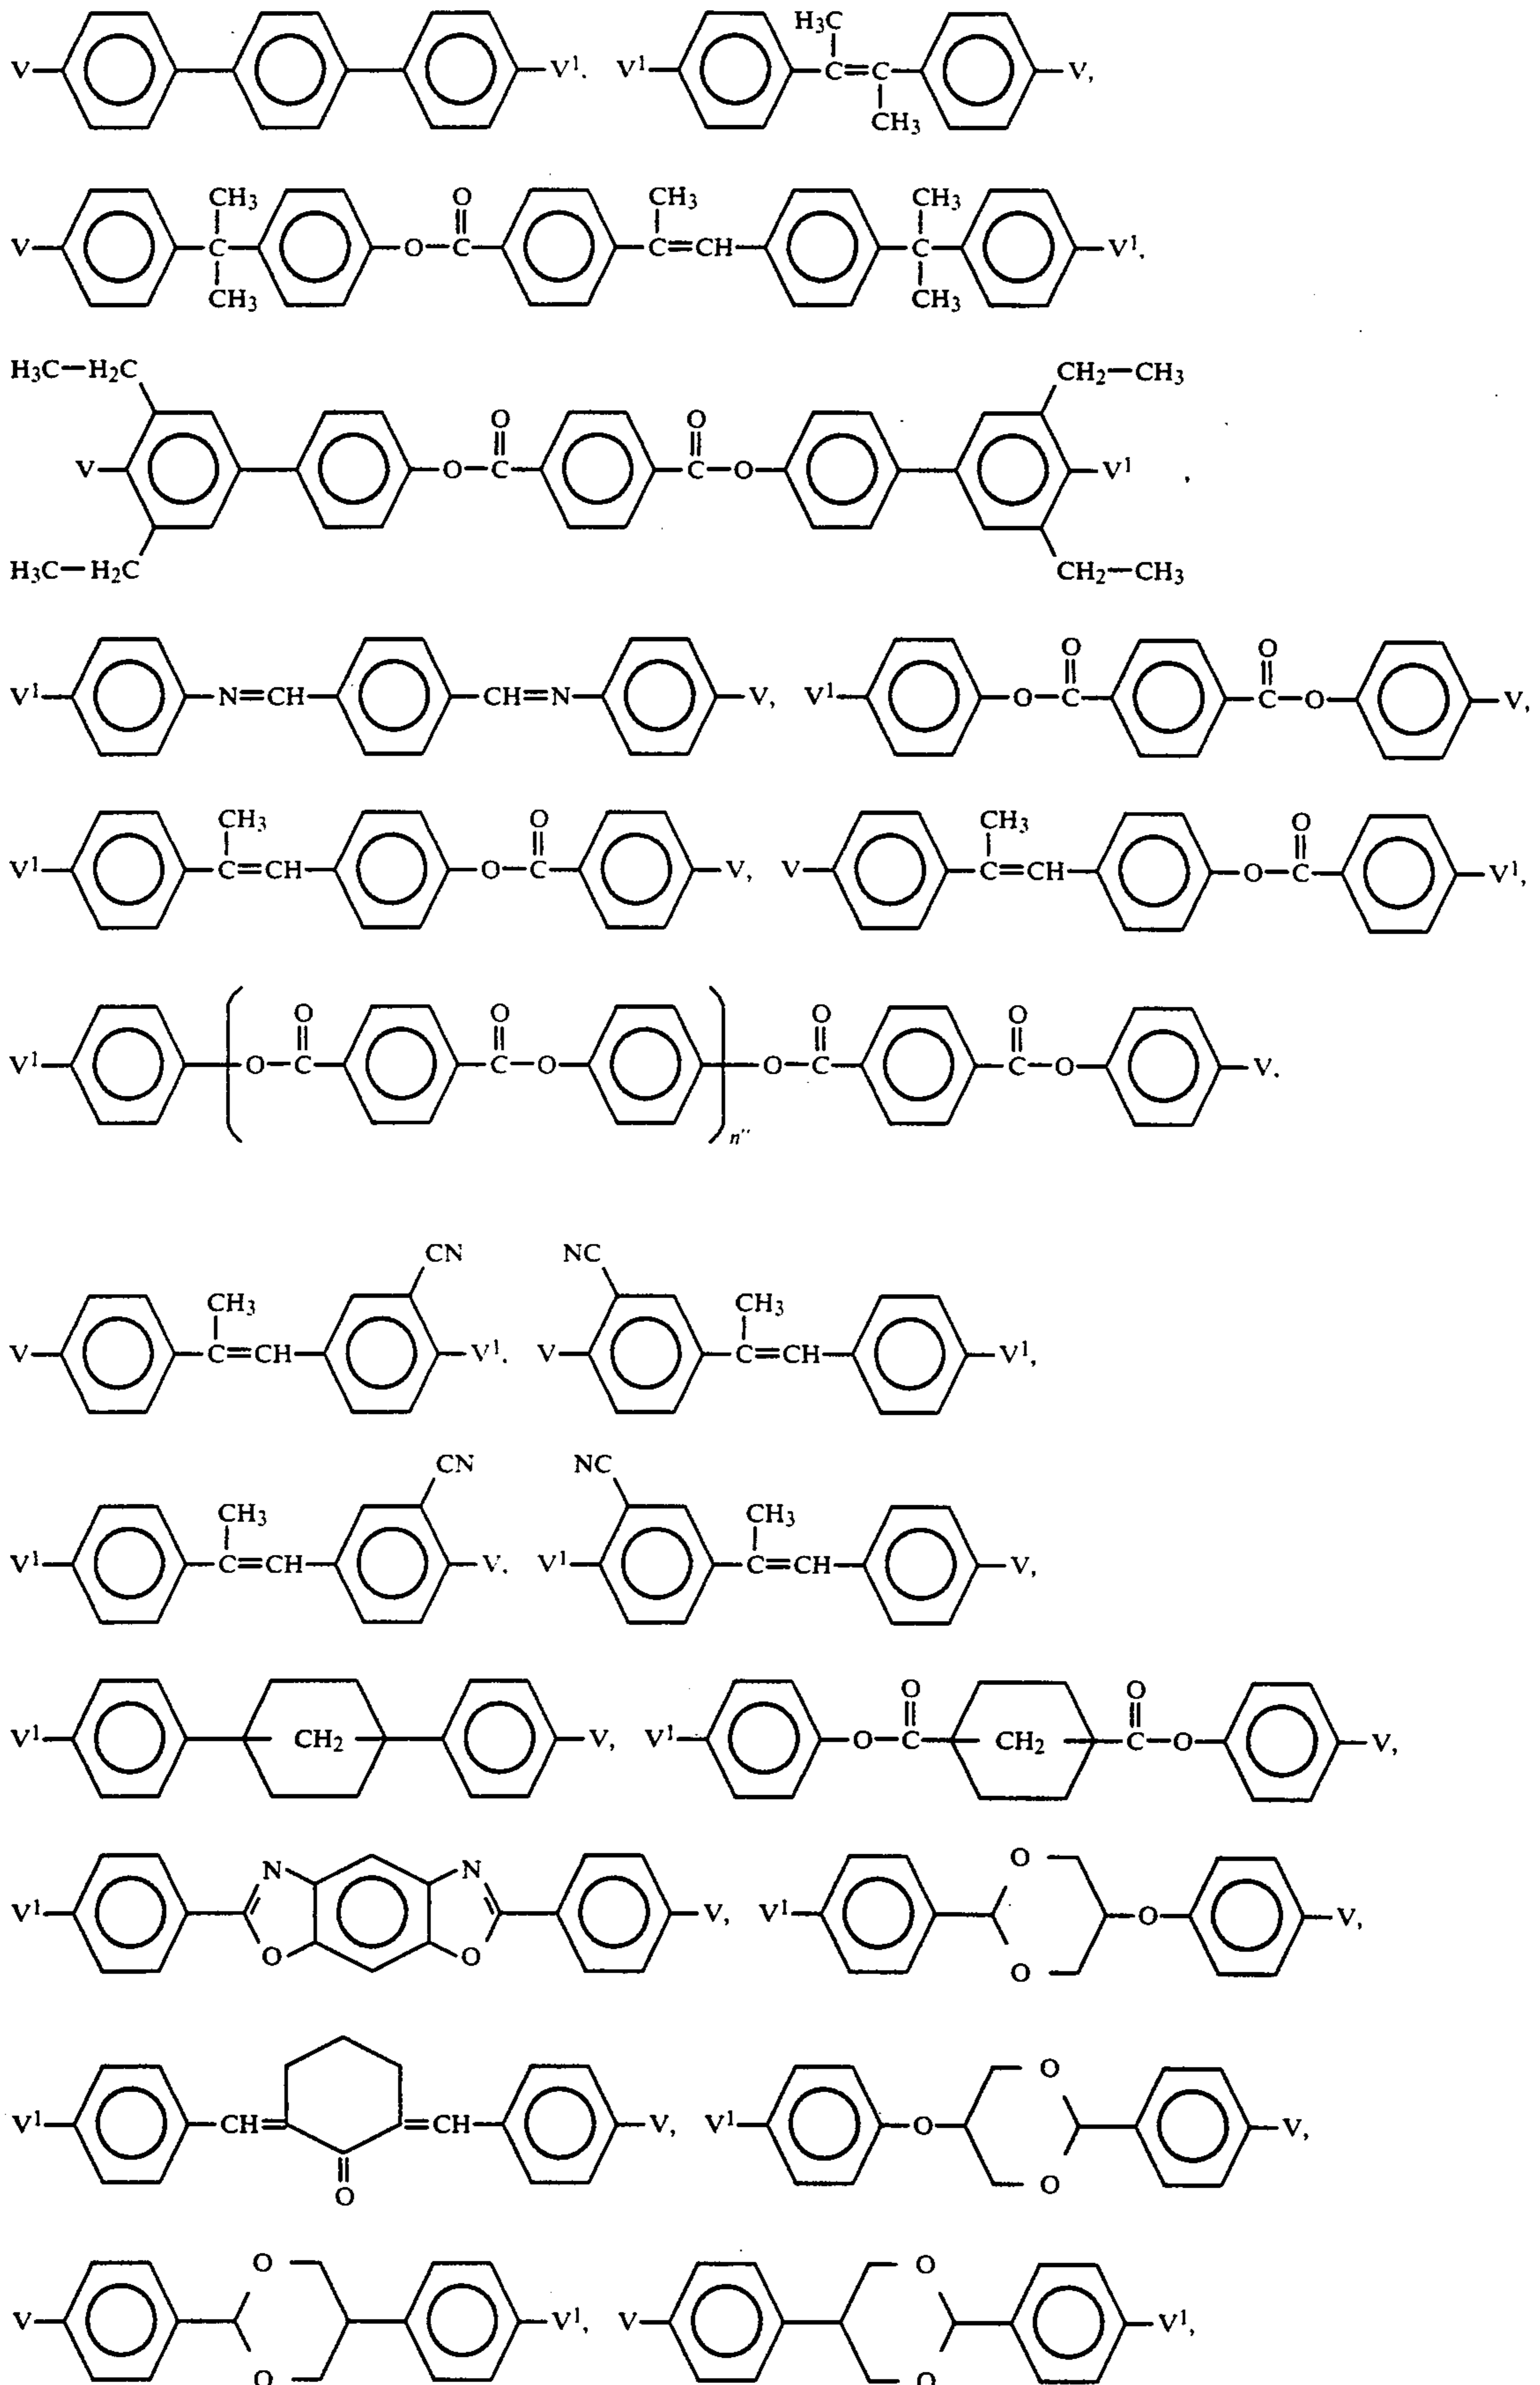 V V¹. V¹ H₃C C=C CH₃ V,
V CH₃ C CH₃ O O C CH₃ C=CH CH₃ C CH₃ V¹.
H₃C—H₂C CH₂—CH₃
V O O C O C O V¹ ,
H₃C—H₂C CH₂—CH₃
V¹ N=CH CH=N V, V¹ O O C O C O V,
V¹ CH₃ C=CH O O C V, V CH₃ C=CH O O C V¹,
V¹ ( O O C O C O )n″ O O C O C O V.
CN NC
V CH₃ C=CH V¹. V CH₃ C=CH V¹,
CN NC
V¹ CH₃ C=CH V. V¹ CH₃ C=CH V,
V¹ CH₂ V, V¹ O O C CH₂ O C O V,
V¹ N O N O V, V¹ O O O V,
V¹ CH= O =CH V, V¹ O O O V,
V O O V¹, V O O V¹,